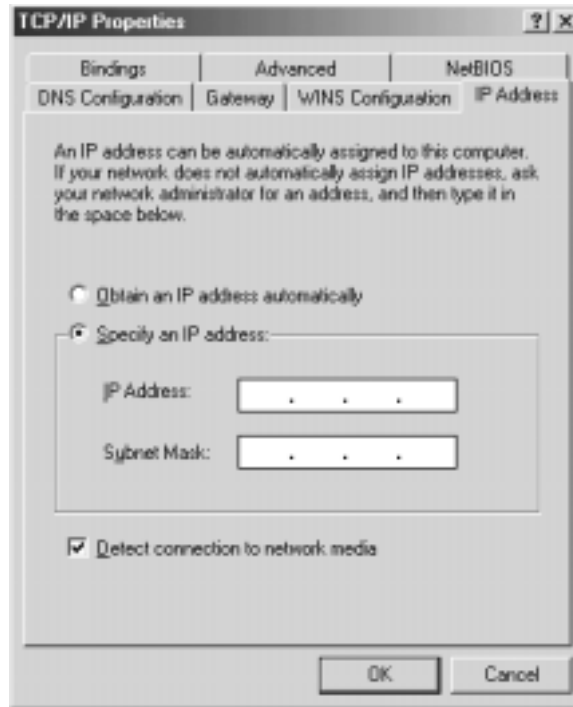 TCP/IP Properties
Bindings Advanced NetBIOS
DNS Configuration Gateway WINS Configuration IP Address
An IP address can be automatically assigned to this computer.
If your network does not automatically assign IP addresses, ask
your network administrator for an address, and then type it in
the space below.
Obtain an IP address automatically
Specify an IP address:
IP Address: . . .
Subnet Mask: . . .
Detect connection to network media
OK Cancel